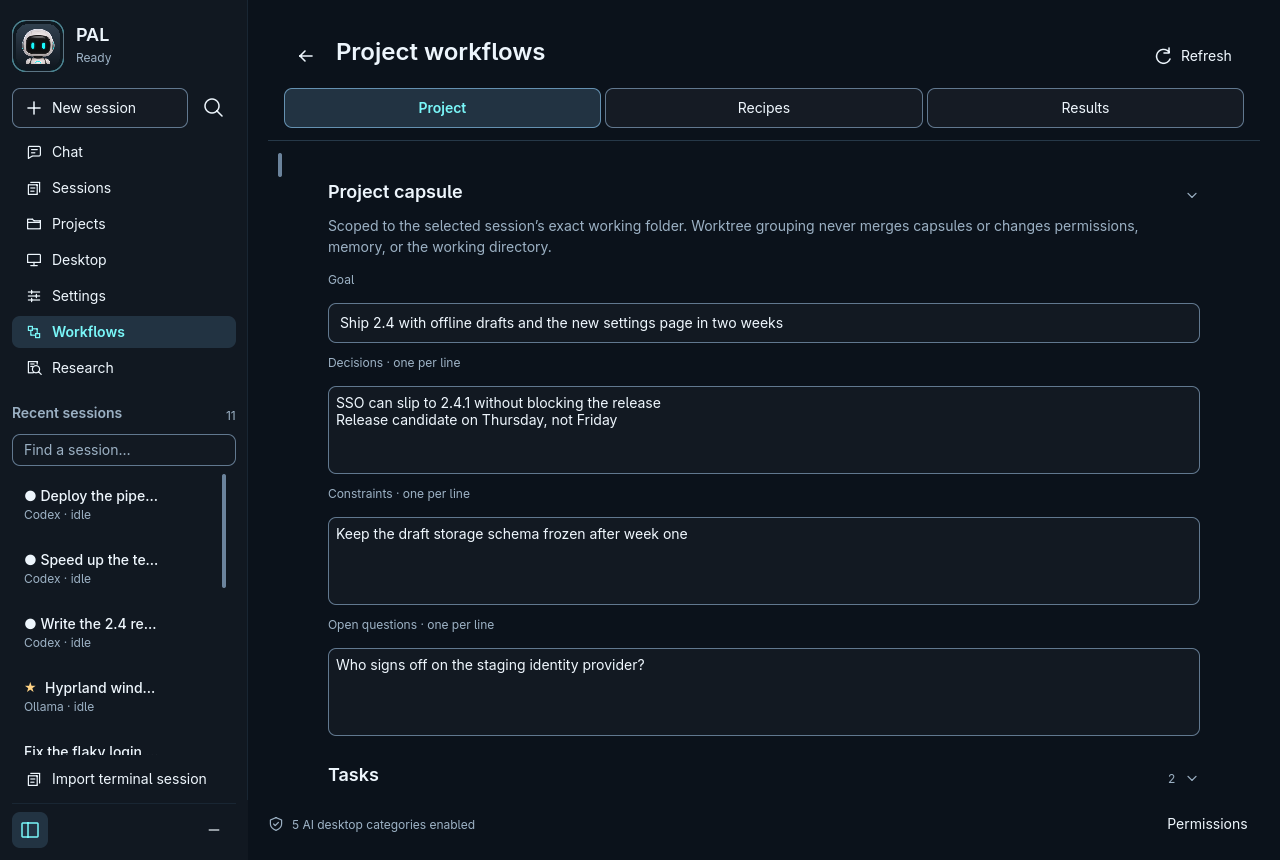 PAL
Ready
New session
Chat
Sessions
Projects
Desktop
Settings
Workflows
Research
Recent sessions 11
Find a session...
Deploy the pipe...
Codex · idle
Speed up the te...
Codex · idle
Write the 2.4 re...
Codex · idle
★ Hyprland wind...
Ollama · idle
Fix the flaky login
Import terminal session
Project workflows
Refresh
Project Recipes Results
Project capsule
Scoped to the selected session’s exact working folder. Worktree grouping never merges capsules or changes permissions,
memory, or the working directory.
Goal
Ship 2.4 with offline drafts and the new settings page in two weeks
Decisions · one per line
SSO can slip to 2.4.1 without blocking the release
Release candidate on Thursday, not Friday
Constraints · one per line
Keep the draft storage schema frozen after week one
Open questions · one per line
Who signs off on the staging identity provider?
Tasks 2
5 AI desktop categories enabled
Permissions